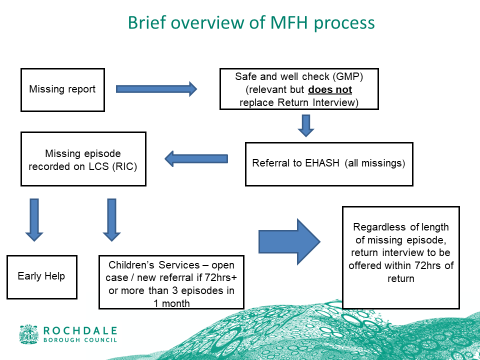 Brief overview of MFH process
Missing report
Safe and well check (GMP)
(relevant but does not
replace Return Interview)
Missing episode
recorded on LCS (RIC)
Referral to EHASH (all missings)
Early Help
Children's Services – open
case / new referral if 72hrs+
or more than 3 episodes in
1 month
Regardless of length
of missing episode,
return interview to be
offered within 72hrs of
return
ROCHDALE
BOROUGH COUNCIL